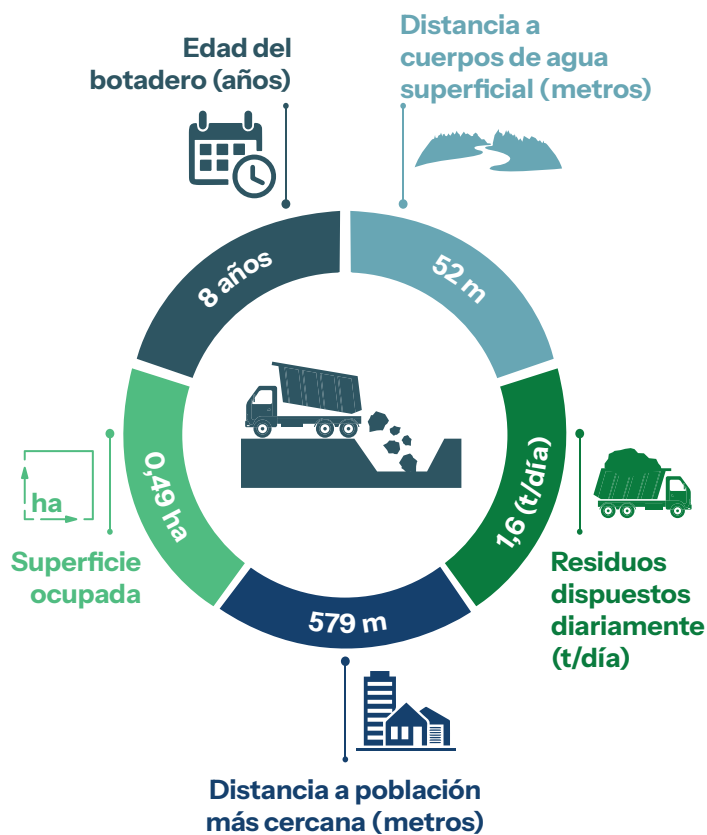 Edad del
botadero (años)
Distancia a
cuerpos de agua
superficial (metros)
8 años
52 m
0,49 ha
1,6 (t/día)
579 m
ha
Superficie
ocupada
Residuos
dispuestos
diariamente
(t/día)
Distancia a población
más cercana (metros)